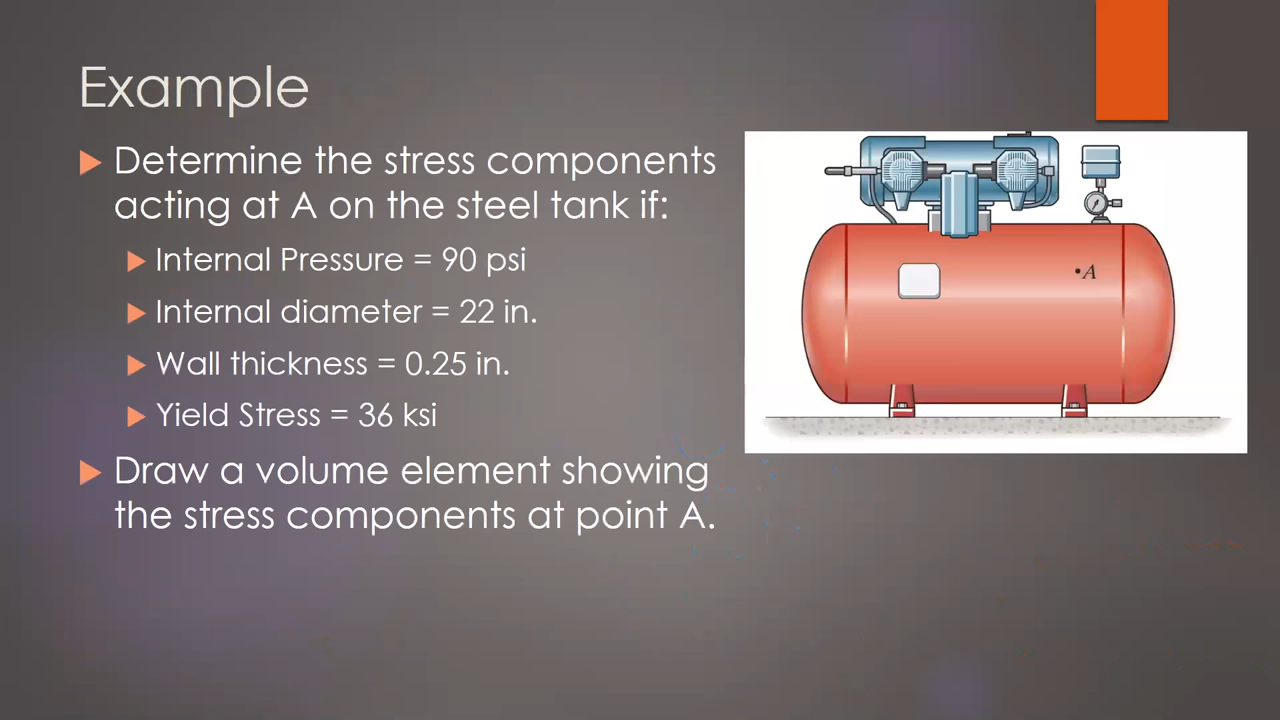 Example
Determine the stress components
acting at A on the steel tank if:
Internal Pressure = 90 psi
Internal diameter = 22 in.
Wall thickness = 0.25 in.
Yield Stress = 36 ksi
Draw a volume element showing
the stress components at point A.
A